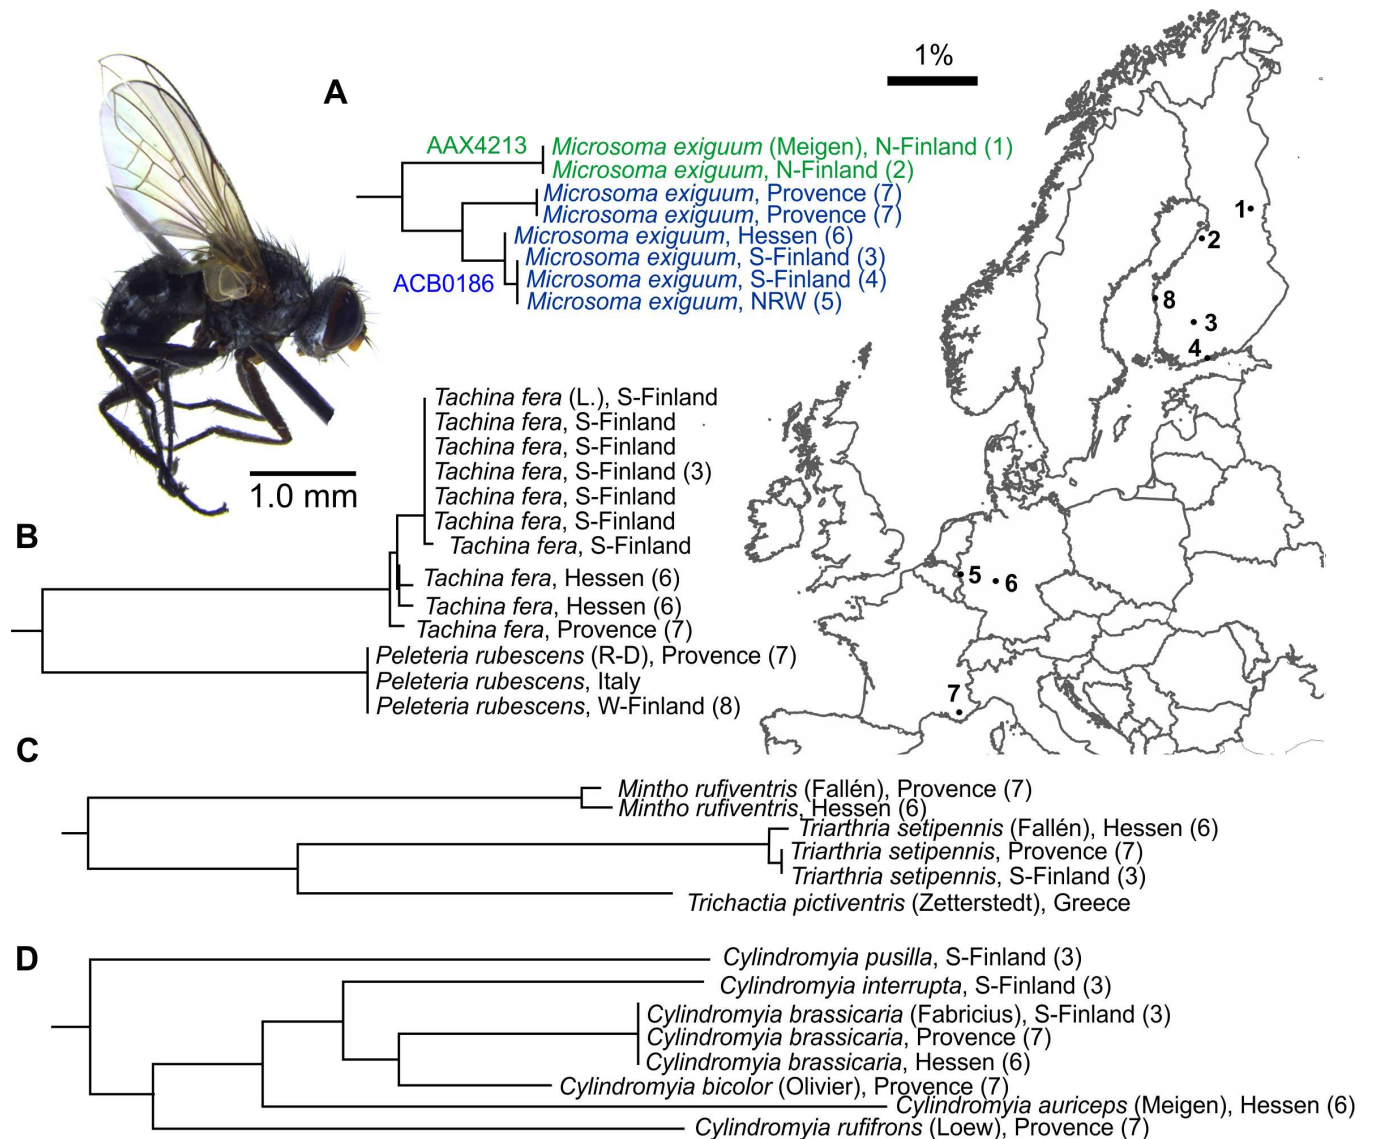 A
1%
AAX4213
Microsoma exiguum (Meigen), N-Finland (1)
Microsoma exiguum, N-Finland (2)
Microsoma exiguum, Provence (7)
Microsoma exiguum, Provence (7)
Microsoma exiguum, Hessen (6)
Microsoma exiguum, S-Finland (3)
ACB0186
Microsoma exiguum, S-Finland (4)
Microsoma exiguum, NRW (5)
1.0 mm
B
Tachina fera (L.), S-Finland
Tachina fera, S-Finland
Tachina fera, S-Finland
Tachina fera, S-Finland (3)
Tachina fera, S-Finland
Tachina fera, S-Finland
Tachina fera, S-Finland
Tachina fera, Hessen (6)
Tachina fera, Hessen (6)
Tachina fera, Provence (7)
Peleteria rubescens (R-D), Provence (7)
Peleteria rubescens, Italy
Peleteria rubescens, W-Finland (8)
1
2
8
3
4
5
6
7
C
Mintho rufiventris (Fallén), Provence (7)
Mintho rufiventris, Hessen (6)
Triarthria setipennis (Fallén), Hessen (6)
Triarthria setipennis, Provence (7)
Triarthria setipennis, S-Finland (3)
Trichactia pictiventris (Zetterstedt), Greece
D
Cylindromyia pusilla, S-Finland (3)
Cylindromyia interrupta, S-Finland (3)
Cylindromyia brassicaria (Fabricius), S-Finland (3)
Cylindromyia brassicaria, Provence (7)
Cylindromyia brassicaria, Hessen (6)
Cylindromyia bicolor (Olivier), Provence (7)
Cylindromyia auriceps (Meigen), Hessen (6)
Cylindromyia rufifrons (Loew), Provence (7)